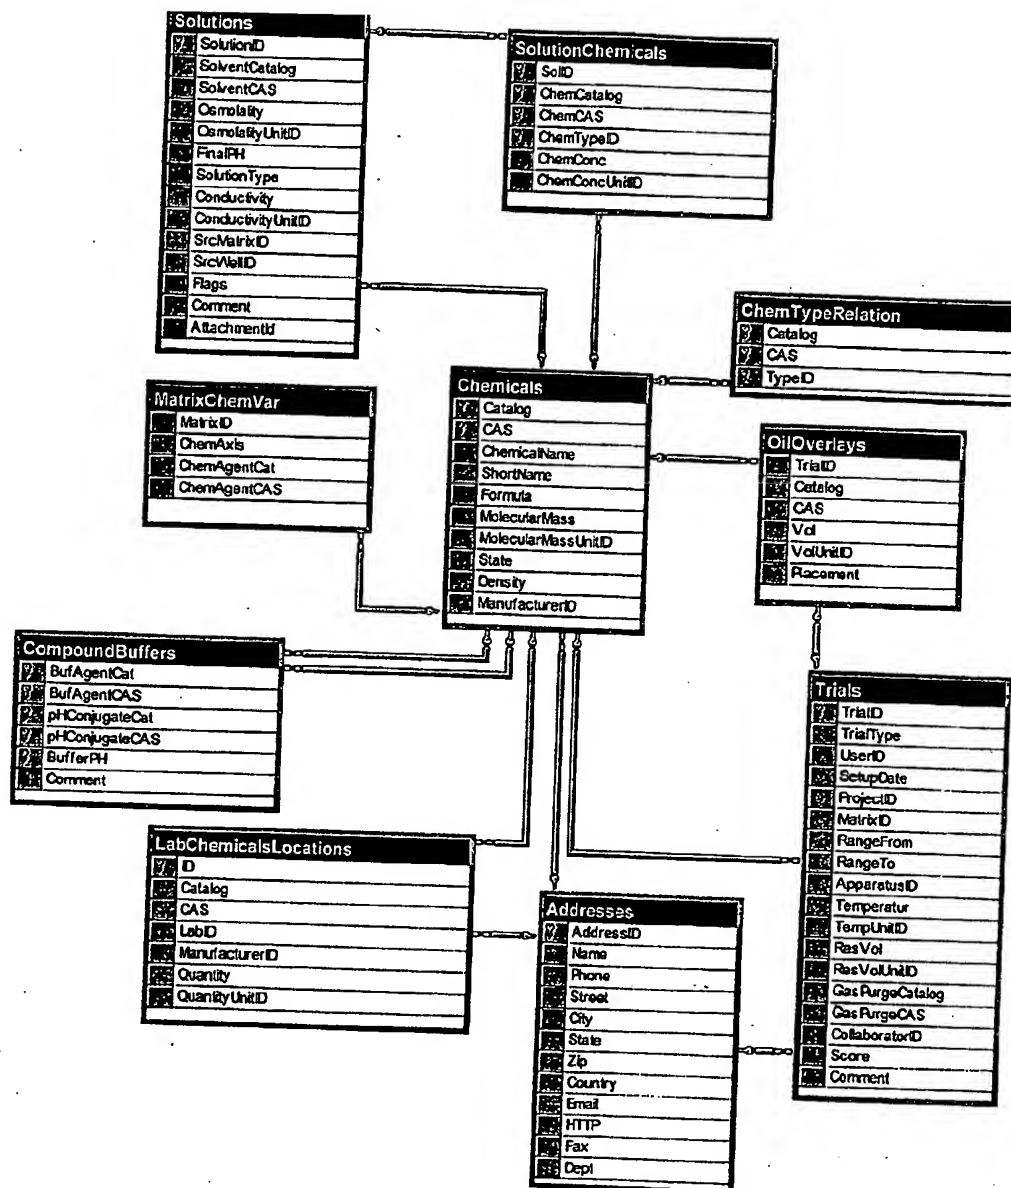 Solutions
SolutionID
SolventCatalog
SolventCAS
Osmolality
OsmolalityUnitID
FinalPH
SolutionType
Conductivity
ConductivityUnitID
SrcMatrixID
SrcWellID
Flags
Comment
AttachmentId
SolutionChemicals
SolID
ChemCatalog
ChemCAS
ChemTypeID
ChemConc
ChemConcUnitID
ChemTypeRelation
Catalog
CAS
TypeID
MatrixChemVar
MatrixID
ChemAxis
ChemAgentCat
ChemAgentCAS
Chemicals
Catalog
CAS
ChemicalName
ShortName
Formula
MolecularMass
MolecularMassUnitID
State
Density
ManufacturerID
OilOverlays
TrialID
Catalog
CAS
Vol
VolUnitID
Placement
CompoundBuffers
BufAgentCat
BufAgentCAS
pHConjugateCat
pHConjugateCAS
BufferPH
Comment
Trials
TrialID
TrialType
UserID
SetupDate
ProjectID
MatrixID
RangeFrom
RangeTo
ApparatusID
Temperatur
TempUnitID
ResVol
ResVolUnitID
GasPurgeCatalog
GasPurgeCAS
CollaboratorID
Score
Comment
LabChemicalsLocations
ID
Catalog
CAS
LabID
ManufacturerID
Quantity
QuantityUnitID
Addresses
AddressID
Name
Phone
Street
City
State
Zip
Country
Email
HTTP
Fax
Dept